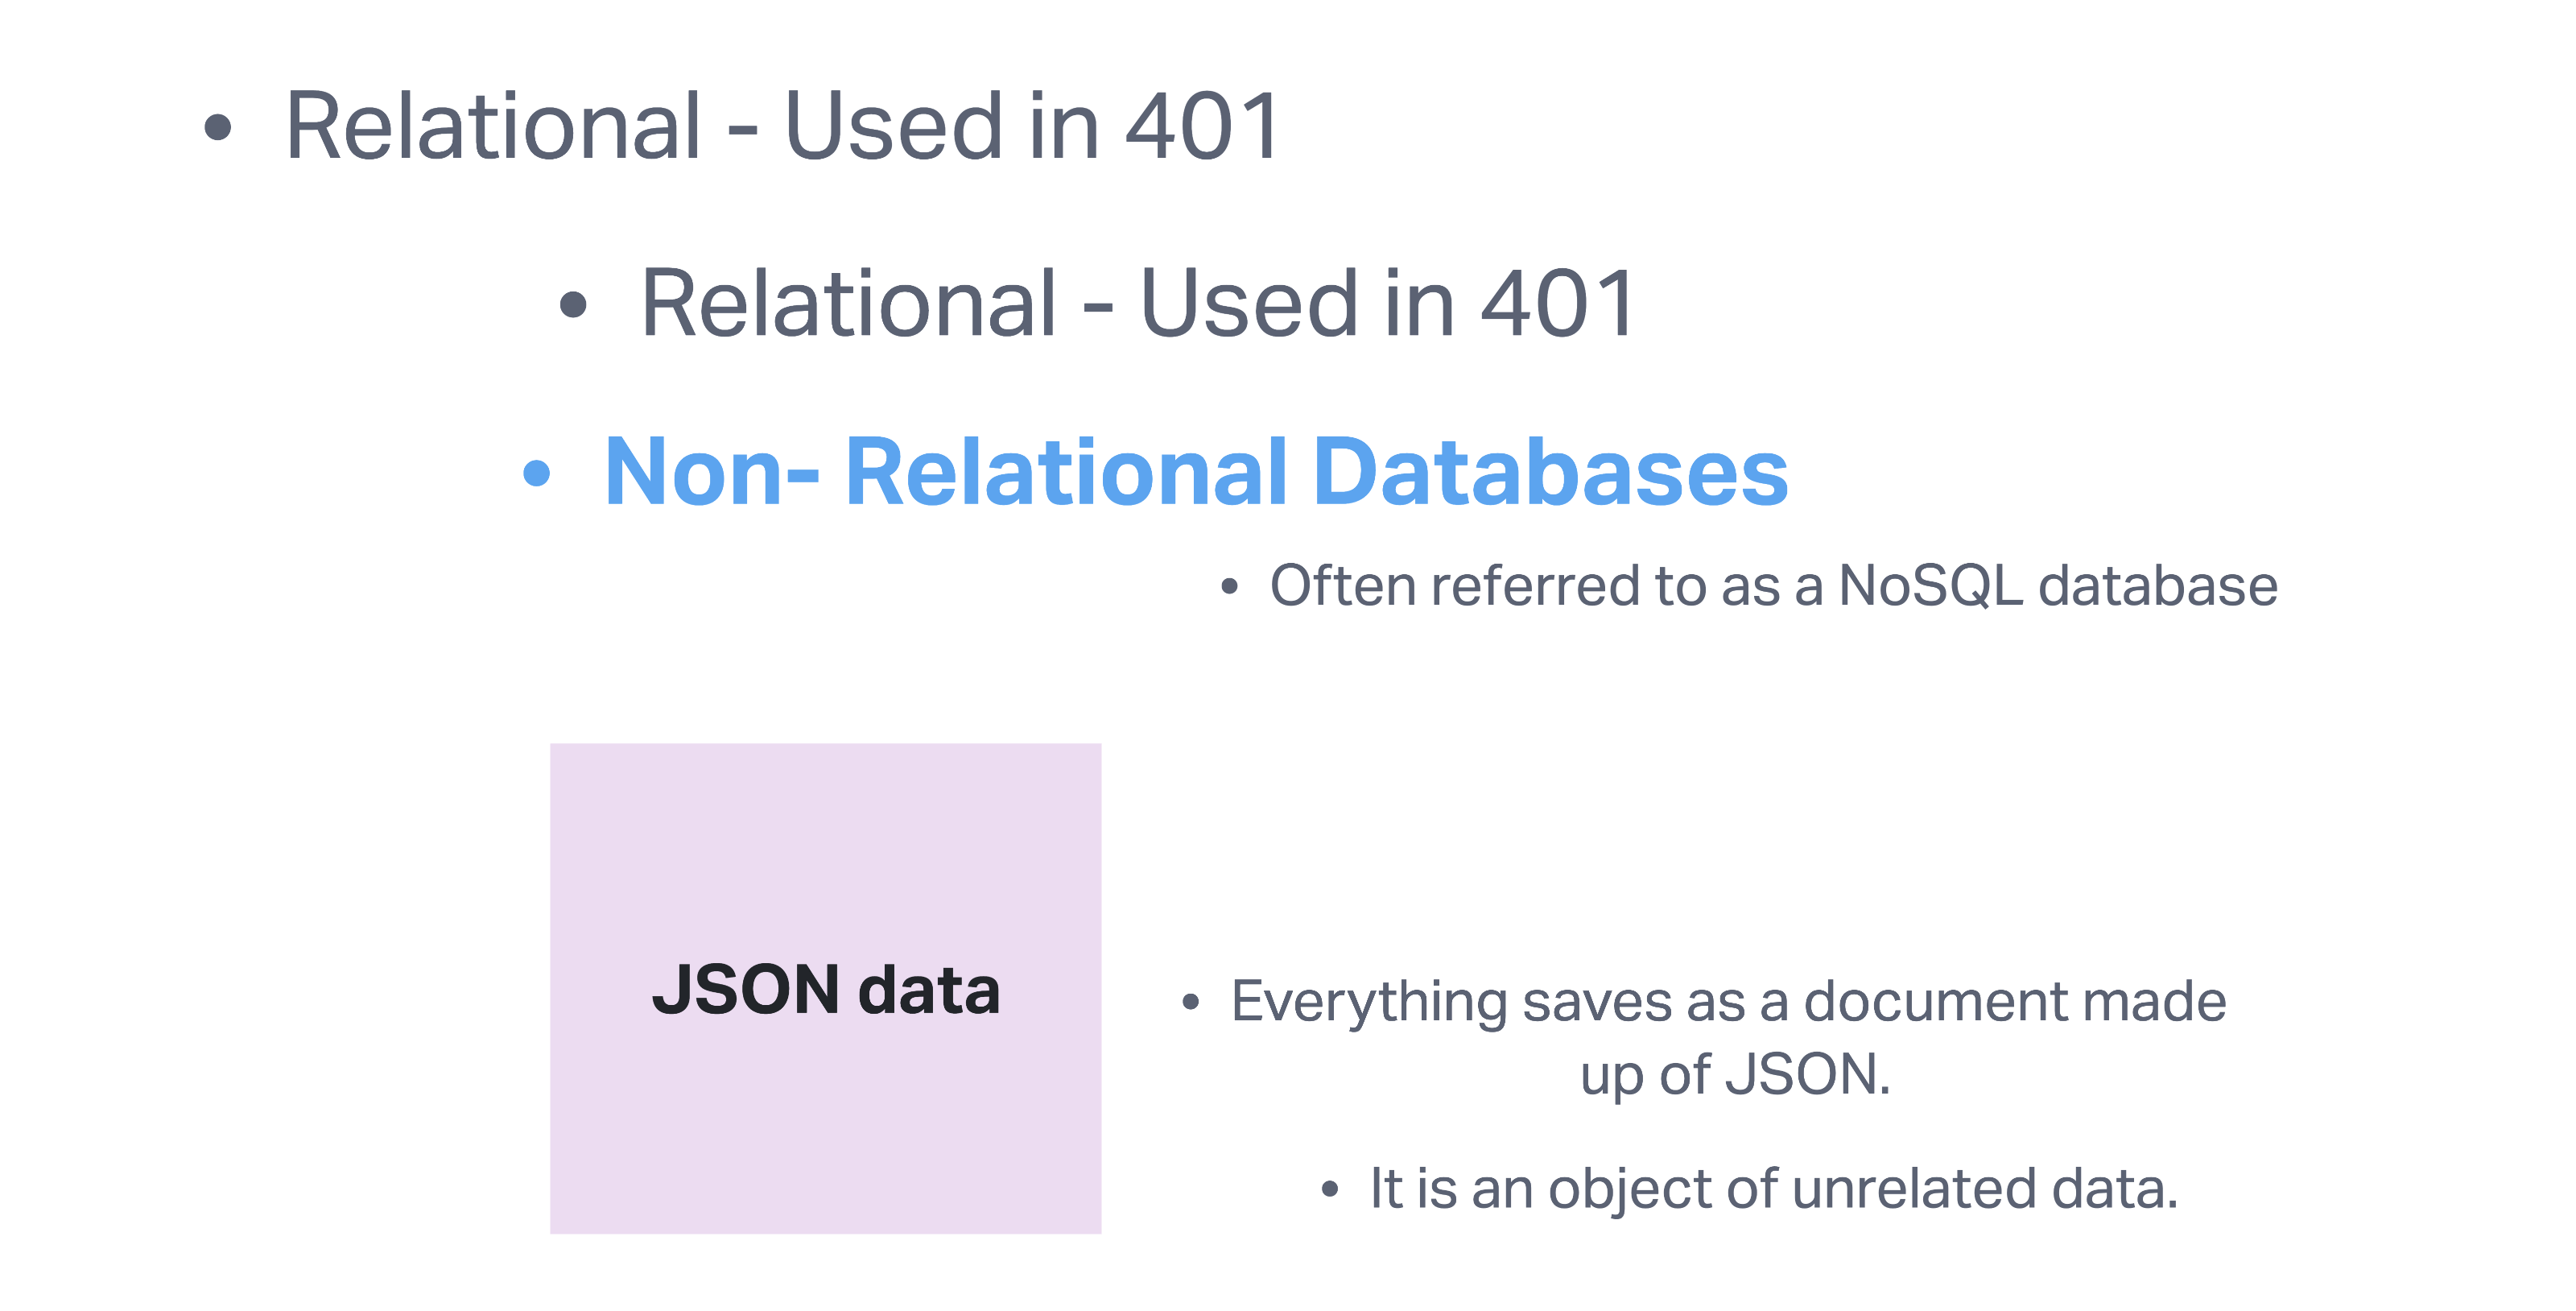 • Relational - Used in 401
• Relational - Used in 401
• Non- Relational Databases
• Often referred to as a NoSQL database
JSON data
• Everything saves as a document made
up of JSON.
• It is an object of unrelated data.